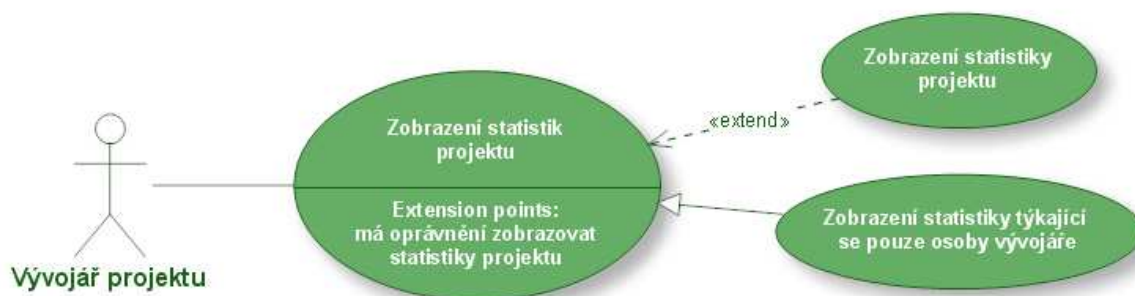 Zobrazení statistiky
projektu
«extend»
Zobrazení statistik
projektu
Extension points:
má oprávnění zobrazovat
statistiky projektu
Zobrazení statistiky týkající
se pouze osoby vývojáře
Vývojář projektu